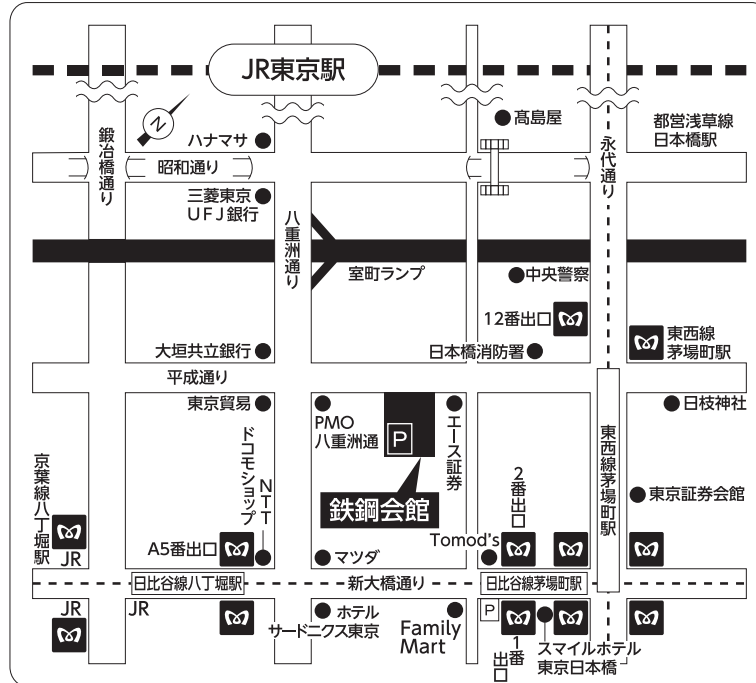 JR東京駅
N
鍛冶橋通り
ハナマサ
昭和通り
三菱東京
UFJ銀行
八重洲通り
髙島屋
永代通り
都営浅草線
日本橋駅
室町ランプ
中央警察
12番出口
大垣共立銀行
日本橋消防署
東西線
茅場町駅
平成通り
東京貿易
PMO
八重洲通
P
エース証券
日枝神社
東西線茅場町駅
京葉線八丁堀駅
ドコモショップ
NTT
鉄鋼会館
2番出口
東京証券会館
JR
A5番出口
マツダ
Tomod's
日比谷線八丁堀駅
新大橋通り
日比谷線茅場町駅
JR
JR
ホテル
サードニクス東京
Family
Mart
P
1番
出口
スマイルホテル
東京日本橋